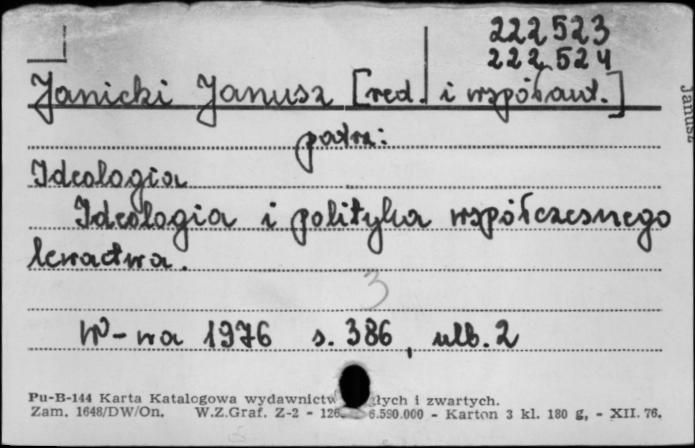 222523
222524
Janicki Janusz [red. i współaut.]
patrz:
Ideologia
Ideologia i polityka współczesnego
lewactwa.
3
W-wa 1976 s. 386, ulb. 2
Pu-B-144 Karta Katalogowa wydawnictw i zwartych.
Zam. 1648/DW/On. W.Z.Graf. Z-2 - 126. 6.590.000 - Karton 3 kl. 180 g, - XII. 76.
Janusz